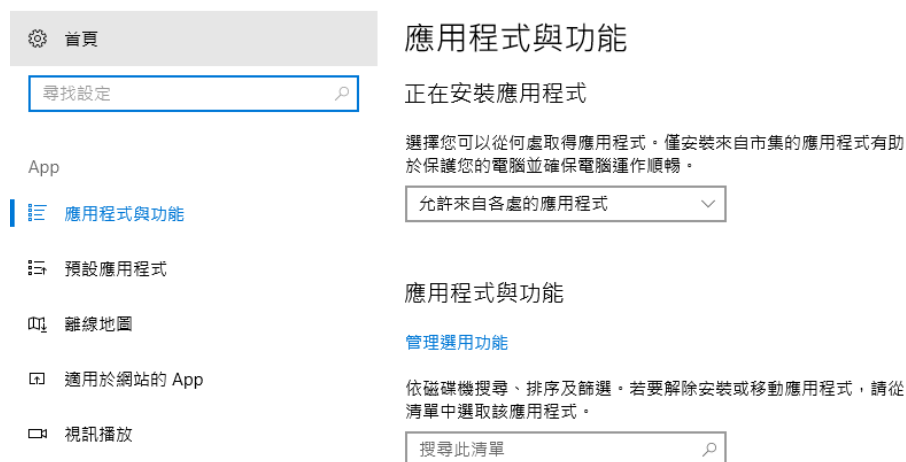 首頁
尋找設定
App
應用程式與功能
預設應用程式
離線地圖
適用於網站的 App
視訊播放
應用程式與功能
正在安裝應用程式
選擇您可以從何處取得應用程式。僅安裝來自市集的應用程式有助
於保護您的電腦並確保電腦運作順暢。
允許來自各處的應用程式
應用程式與功能
管理選用功能
依磁碟機搜尋、排序及篩選。若要解除安裝或移動應用程式，請從
清單中選取該應用程式。
搜尋此清單